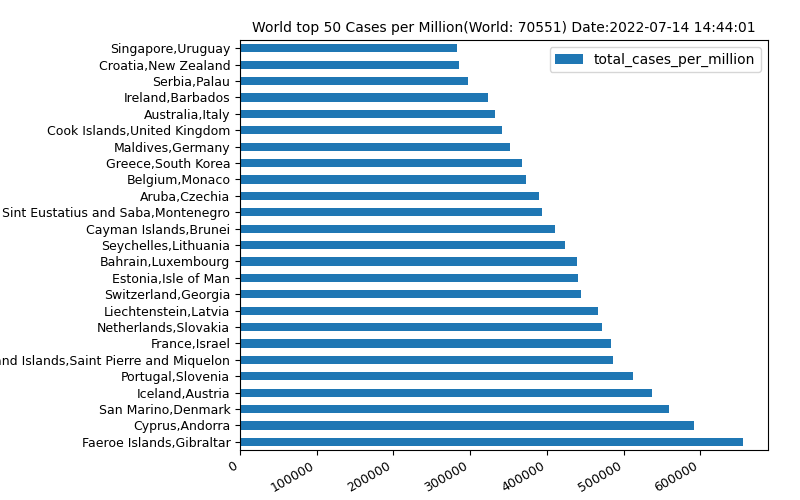 World top 50 Cases per Million(World: 70551) Date:2022-07-14 14:44:01
total_cases_per_million
Singapore,Uruguay
Croatia,New Zealand
Serbia,Palau
Ireland,Barbados
Australia,Italy
Cook Islands,United Kingdom
Maldives,Germany
Greece,South Korea
Belgium,Monaco
Aruba,Czechia
Sint Eustatius and Saba,Montenegro
Cayman Islands,Brunei
Seychelles,Lithuania
Bahrain,Luxembourg
Estonia,Isle of Man
Switzerland,Georgia
Liechtenstein,Latvia
Netherlands,Slovakia
France,Israel
Islands,Saint Pierre and Miquelon
Portugal,Slovenia
Iceland,Austria
San Marino,Denmark
Cyprus,Andorra
Faeroe Islands,Gibraltar
0 100000 200000 300000 400000 500000 600000